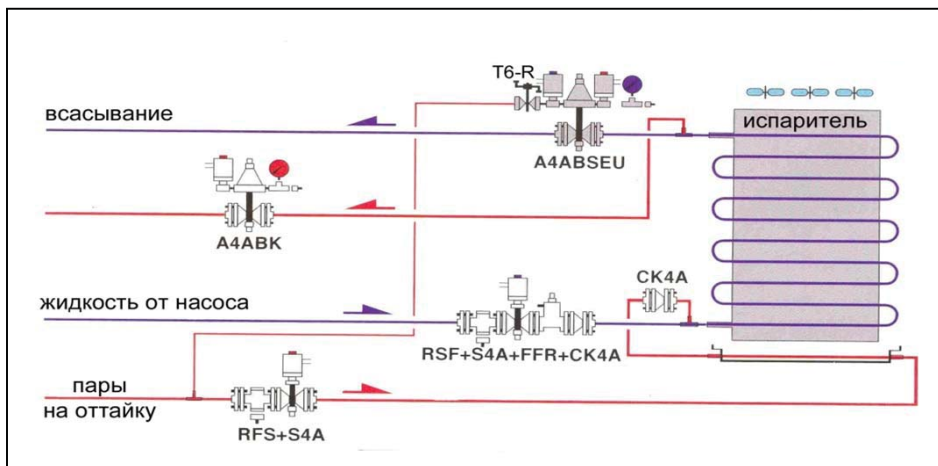 T6-R
всасывание
испаритель
A4ABSEU
A4ABK
CK4A
жидкость от насоса
RSF+S4A+FFR+CK4A
пары
на оттайку
RFS+S4A